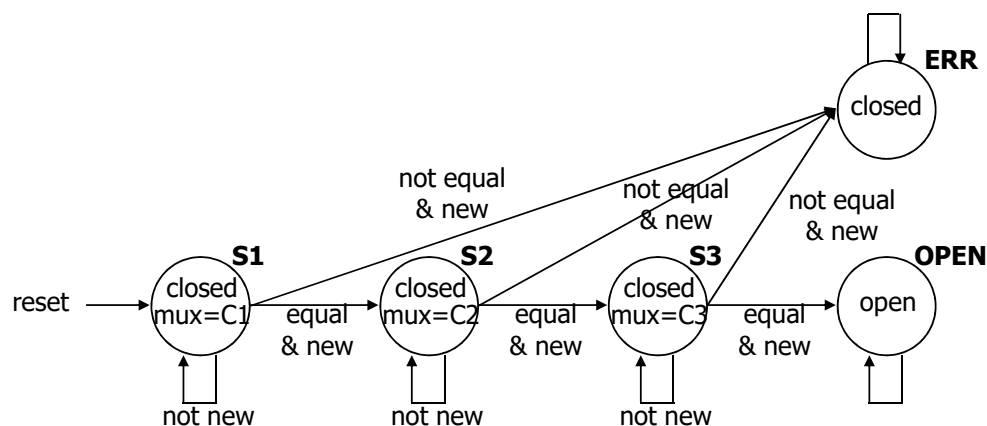 ERR
closed
not equal
& new
not equal
& new
not equal
& new
S1
S2
S3
OPEN
reset
closed
mux=C1
equal
& new
closed
mux=C2
equal
& new
closed
mux=C3
equal
& new
open
not new
not new
not new